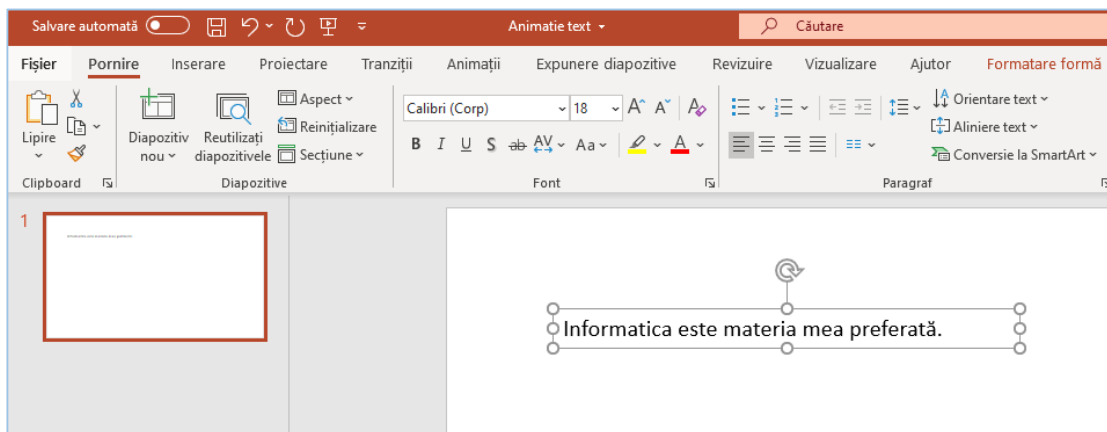 Salvare automată Animatie text Căutare
Fișier Pornire Inserare Proiectare Tranziții Animații Expunere diapozitive Revizuire Vizualizare Ajutor Formatare formă
Lipire
Clipboard
Diapozitiv nou
Reutilizați diapozitivele
Aspect
Reinițializare
Secțiune
Diapozitive
Calibri (Corp) 18 A A A
B I U S ab AV Aa A
Font
Orientare text
Aliniere text
Conversie la SmartArt
Paragraf
1
Informatica este materia mea preferată.